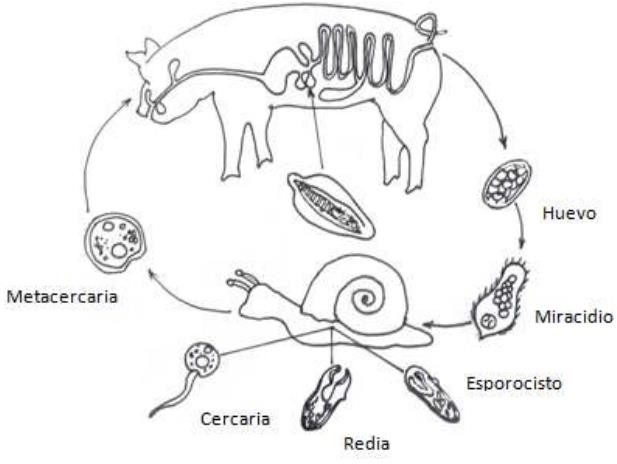 Huevo
Miracidio
Esporocisto
Redia
Cercaria
Metacercaria